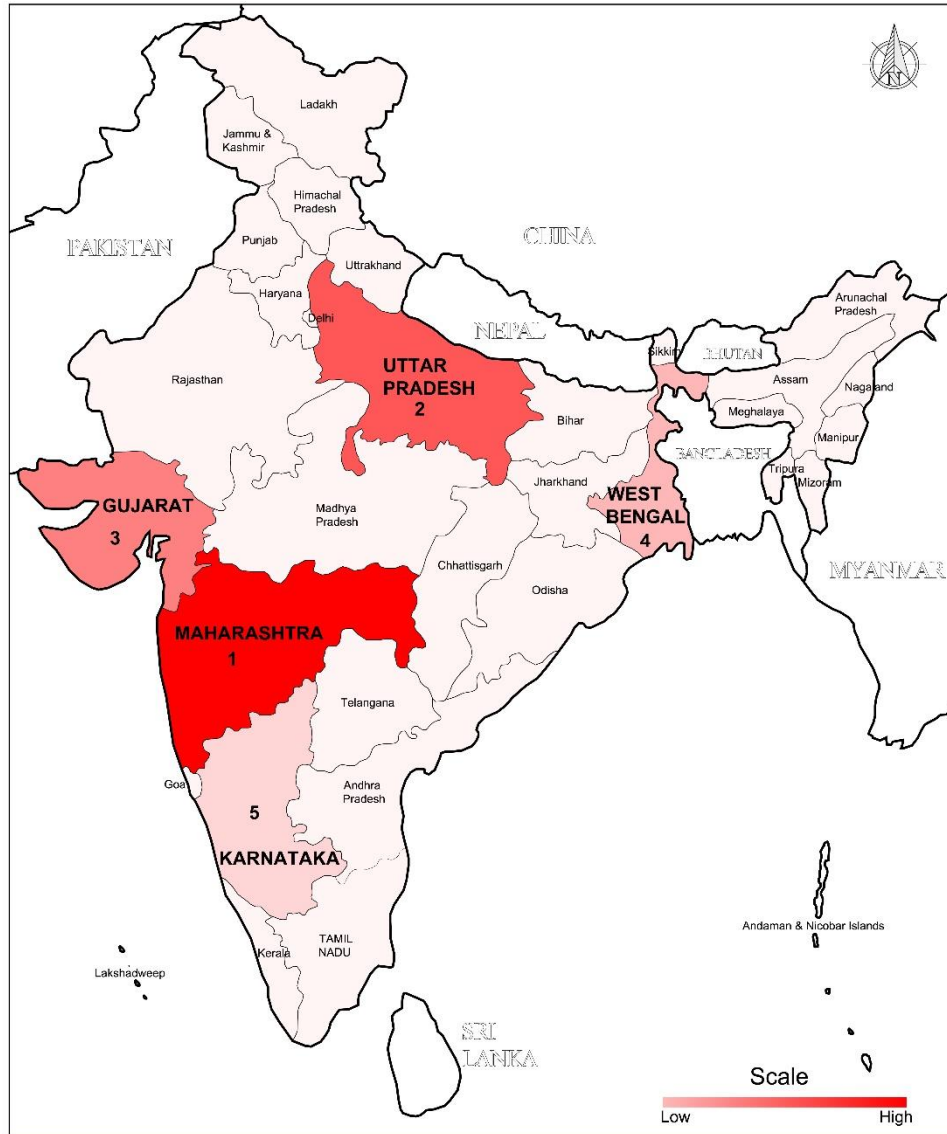 N
Ladakh
Jammu &
Kashmir
Himachal
Pradesh
PAKISTAN
Punjab
CHINA
Uttrakhand
Haryana
Delhi
NEPAL
Arunachal
Pradesh
Sikkim
BHUTAN
Rajasthan
UTTAR
PRADESH
2
Assam
Nagaland
Bihar
Meghalaya
Manipur
BANGLADESH
Tripura
Mizoram
Jharkhand
GUJARAT
3
Madhya
Pradesh
WEST
BENGAL
4
Chhattisgarh
Odisha
MYANMAR
MAHARASHTRA
1
Telangana
Goa
Andhra
Pradesh
5
KARNATAKA
Andaman & Nicobar Islands
Kerala
TAMIL
NADU
Lakshadweep
SRI
LANKA
Scale
Low
High